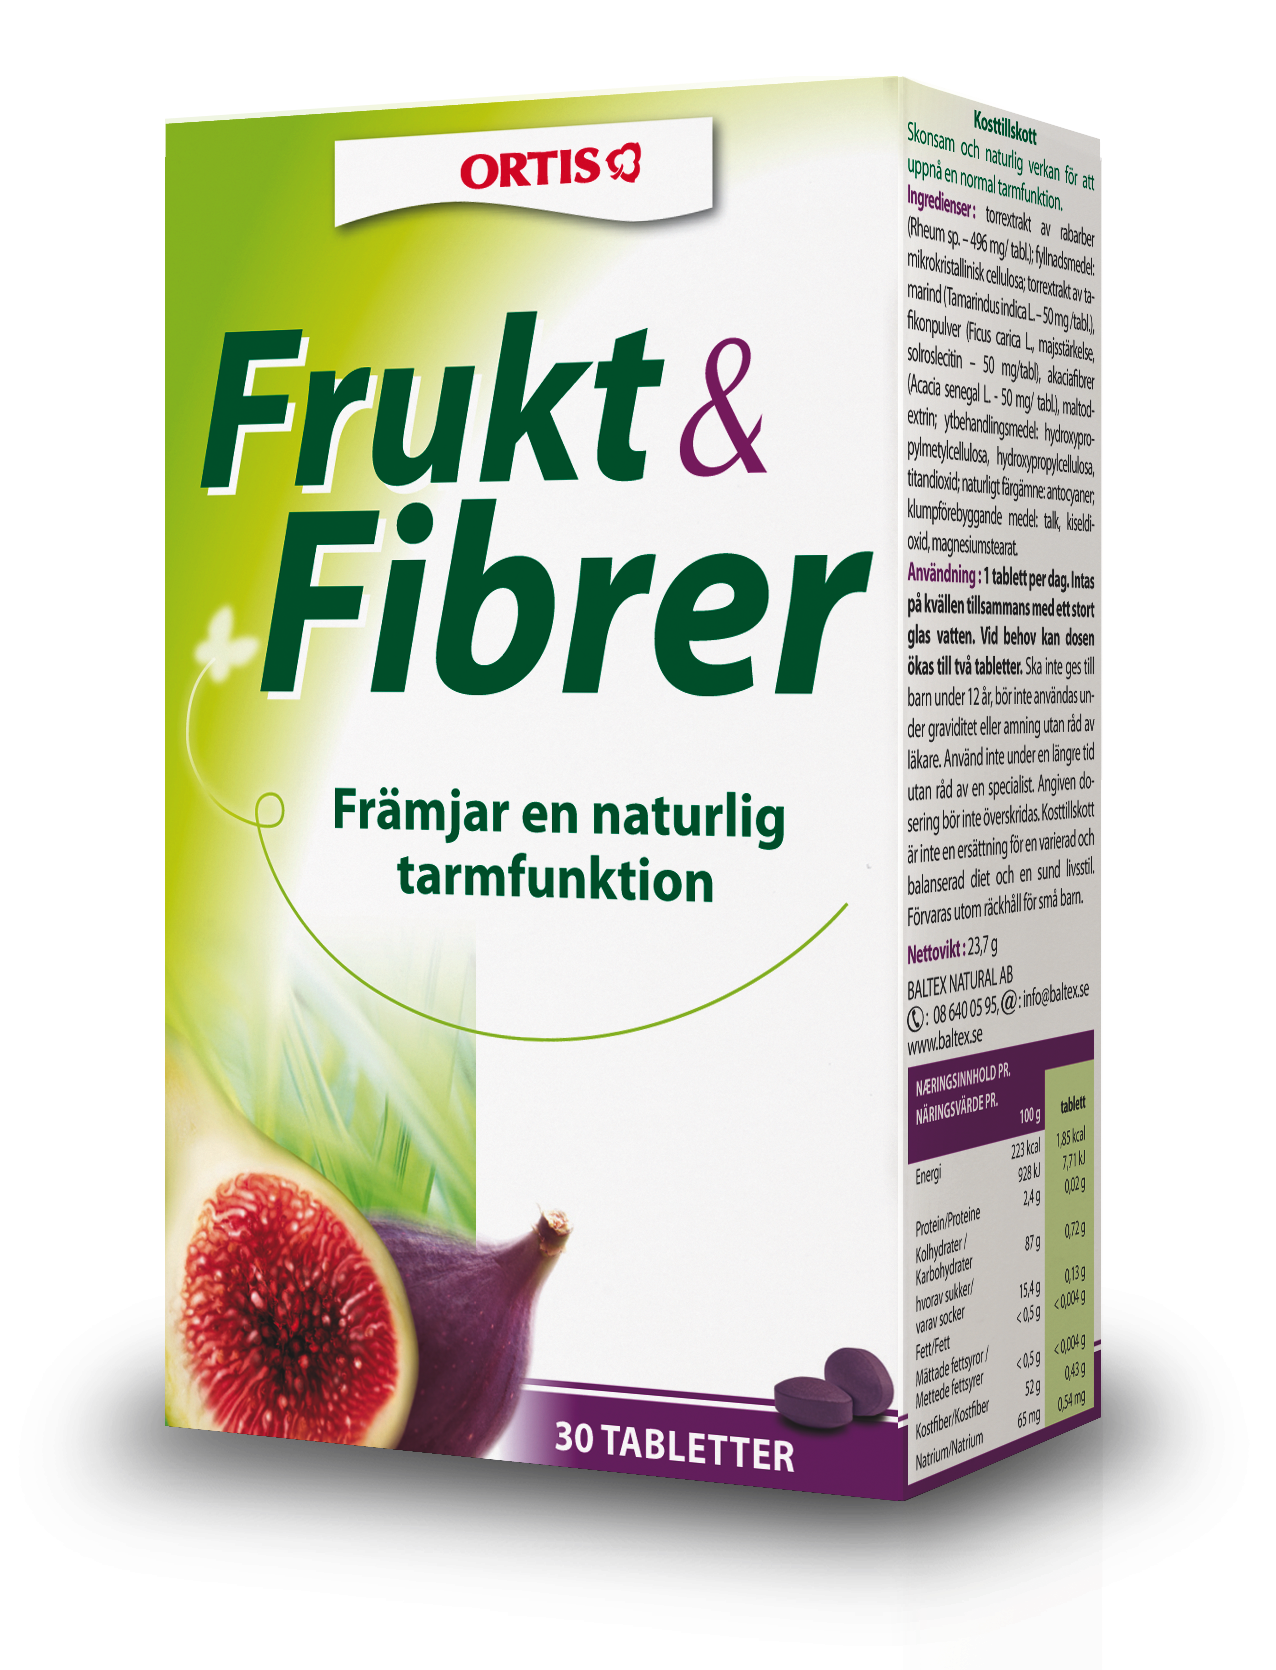 ORTIS
Frukt &
Fibrer
Främjar en naturlig
tarmfunktion
30 TABLETTER
Kosttillskott
Skonsam och naturlig verkan för att
uppnå en normal tarmfunktion.
Ingredienser : torrextrakt av rabarber
(Rheum sp. – 496 mg/ tabl.); fyllnadsmedel:
mikrokristallinisk cellulosa; torrextrakt av ta-
marind (Tamarindus indica L. – 50 mg /tabl.),
fikonpulver (Ficus carica L., majsstärkelse,
solroslecitin – 50 mg/tabl), akaciafibrer
(Acacia senegal L. - 50 mg/ tabl.), maltod-
extrin; ytbehandlingsmedel: hydroxypro-
pylmetylcellulosa, hydroxypropylcellulosa,
titandioxid; naturligt färgämne: antocyaner;
klumpförebyggande medel: talk, kiseldi-
oxid, magnesiumstearat.
Användning : 1 tablett per dag. Intas
på kvällen tillsammans med ett stort
glas vatten. Vid behov kan dosen
ökas till två tabletter. Ska inte ges till
barn under 12 år, bör inte användas un-
der graviditet eller amning utan råd av
läkare. Använd inte under en längre tid
utan råd av en specialist. Angiven do-
sering bör inte överskridas. Kosttillskott
är inte en ersättning för en varierad och
balanserad diet och en sund livsstil.
Förvaras utom räckhåll för små barn.
Nettovikt : 23,7 g
BALTEX NATURAL AB
: 08 640 05 95, @ : info@baltex.se
www.baltex.se
NÆRINGSINNHOLD PR.
NÄRINGSVÄRDE PR. 100 g tablett
Energi 223 kcal 1,85 kcal
928 kJ 7,71 kJ
Protein/Proteine 2,4 g 0,02 g
Kolhydrater /
Karbohydrater 87 g 0,72 g
hvorav sukker/
varav socker 15,4 g 0,13 g
Fett/Fett < 0,5 g < 0,004 g
Mättade fettsyror /
Mettede fettsyrer < 0,5 g < 0,004 g
Kostfiber/Kostfiber 52 g 0,43 g
Natrium/Natrium 65 mg 0,54 mg